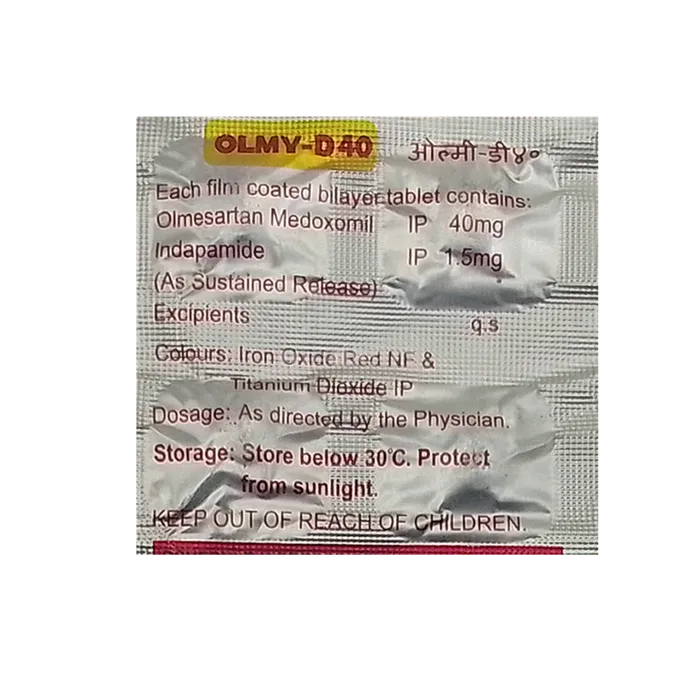 OLMY-D40 ओल्मी-डी४०
Each film coated bilayer tablet contains:
Olmesartan Medoxomil IP 40mg
Indapamide IP 1.5mg
(As Sustained Release)
Excipients q.s
Colours: Iron Oxide Red NF &
Titanium Dioxide IP
Dosage: As directed by the Physician.
Storage: Store below 30°C. Protect
from sunlight.
KEEP OUT OF REACH OF CHILDREN.